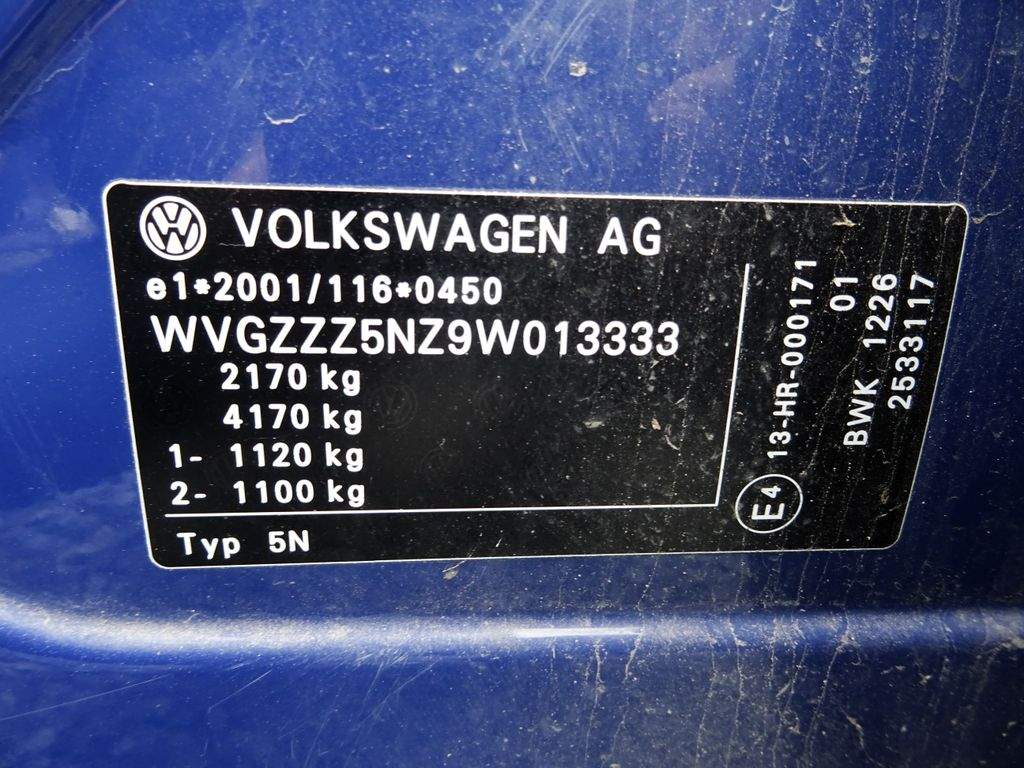 VOLKSWAGEN AG
e1*2001/116*0450
WVGZZZ5NZ9W013333
2170 kg
4170 kg
1- 1120 kg
2- 1100 kg
Typ 5N
E4 13-HR-000171
01
BWK 1226
2533117